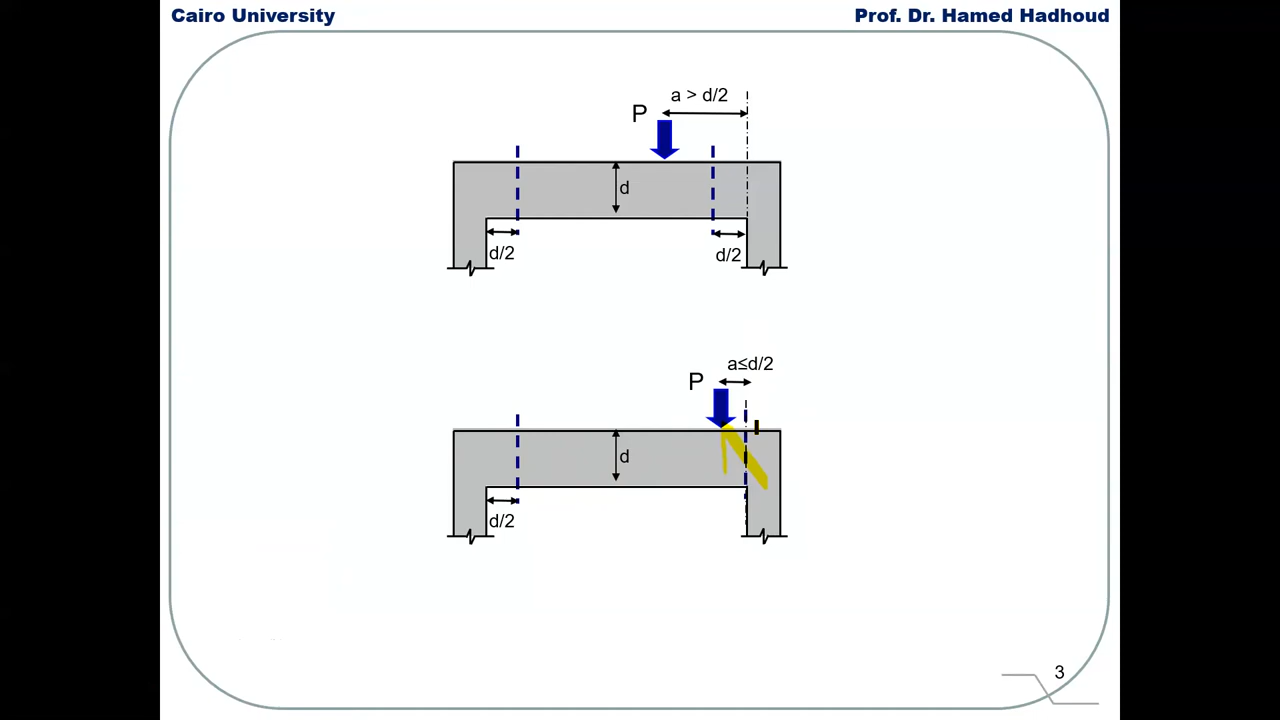 Cairo University
Prof. Dr. Hamed Hadhoud
a > d/2
P
d
d/2
d/2
a≤d/2
P
d
d/2
3